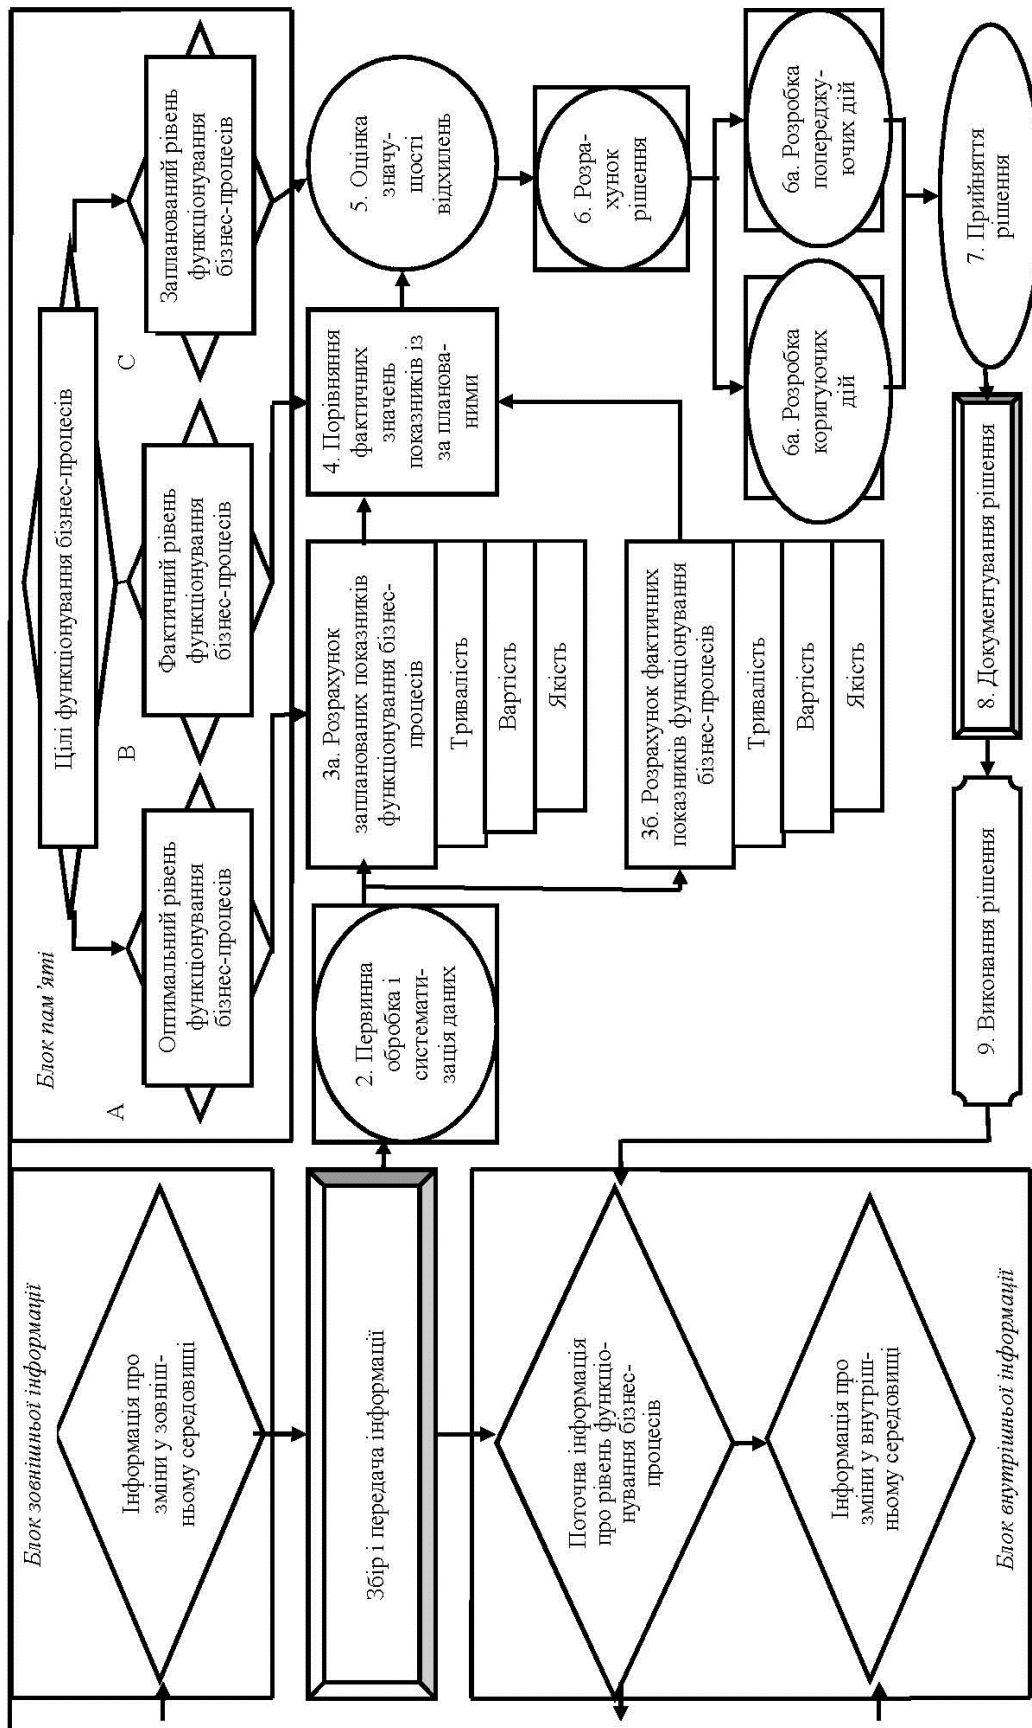 Блок зовнішньої інформації
Інформація про
зміни у зовніш-
ньому середовищі
Збір і передача інформації
Поточна інформація
про рівень функціо-
нування бізнес-
процесів
Інформація про
зміни у внутріш-
ньому середовищі
Блок внутрішньої інформації
Блок пам’яті
Цілі функціонування бізнес-процесів
А
Оптимальний рівень
функціонування
бізнес-процесів
В
Фактичний рівень
функціонування
бізнес-процесів
С
Запланований рівень
функціонування
бізнес-процесів
2. Первинна
обробка і
системати-
зація даних
3а. Розрахунок
запланованих показників
функціонування бізнес-
процесів
Тривалість
Вартість
Якість
3б. Розрахунок фактичних
показників функціонування
бізнес-процесів
Тривалість
Вартість
Якість
4. Порівняння
фактичних
значень
показників із
за планова-
ними
5. Оцінка
значу-
щості
відхилень
6. Розра-
хунок
рішення
6а. Розробка
коригуючих
дій
6а. Розробка
попереджу-
ючих дій
7. Прийняття
рішення
8. Документування рішення
9. Виконання рішення